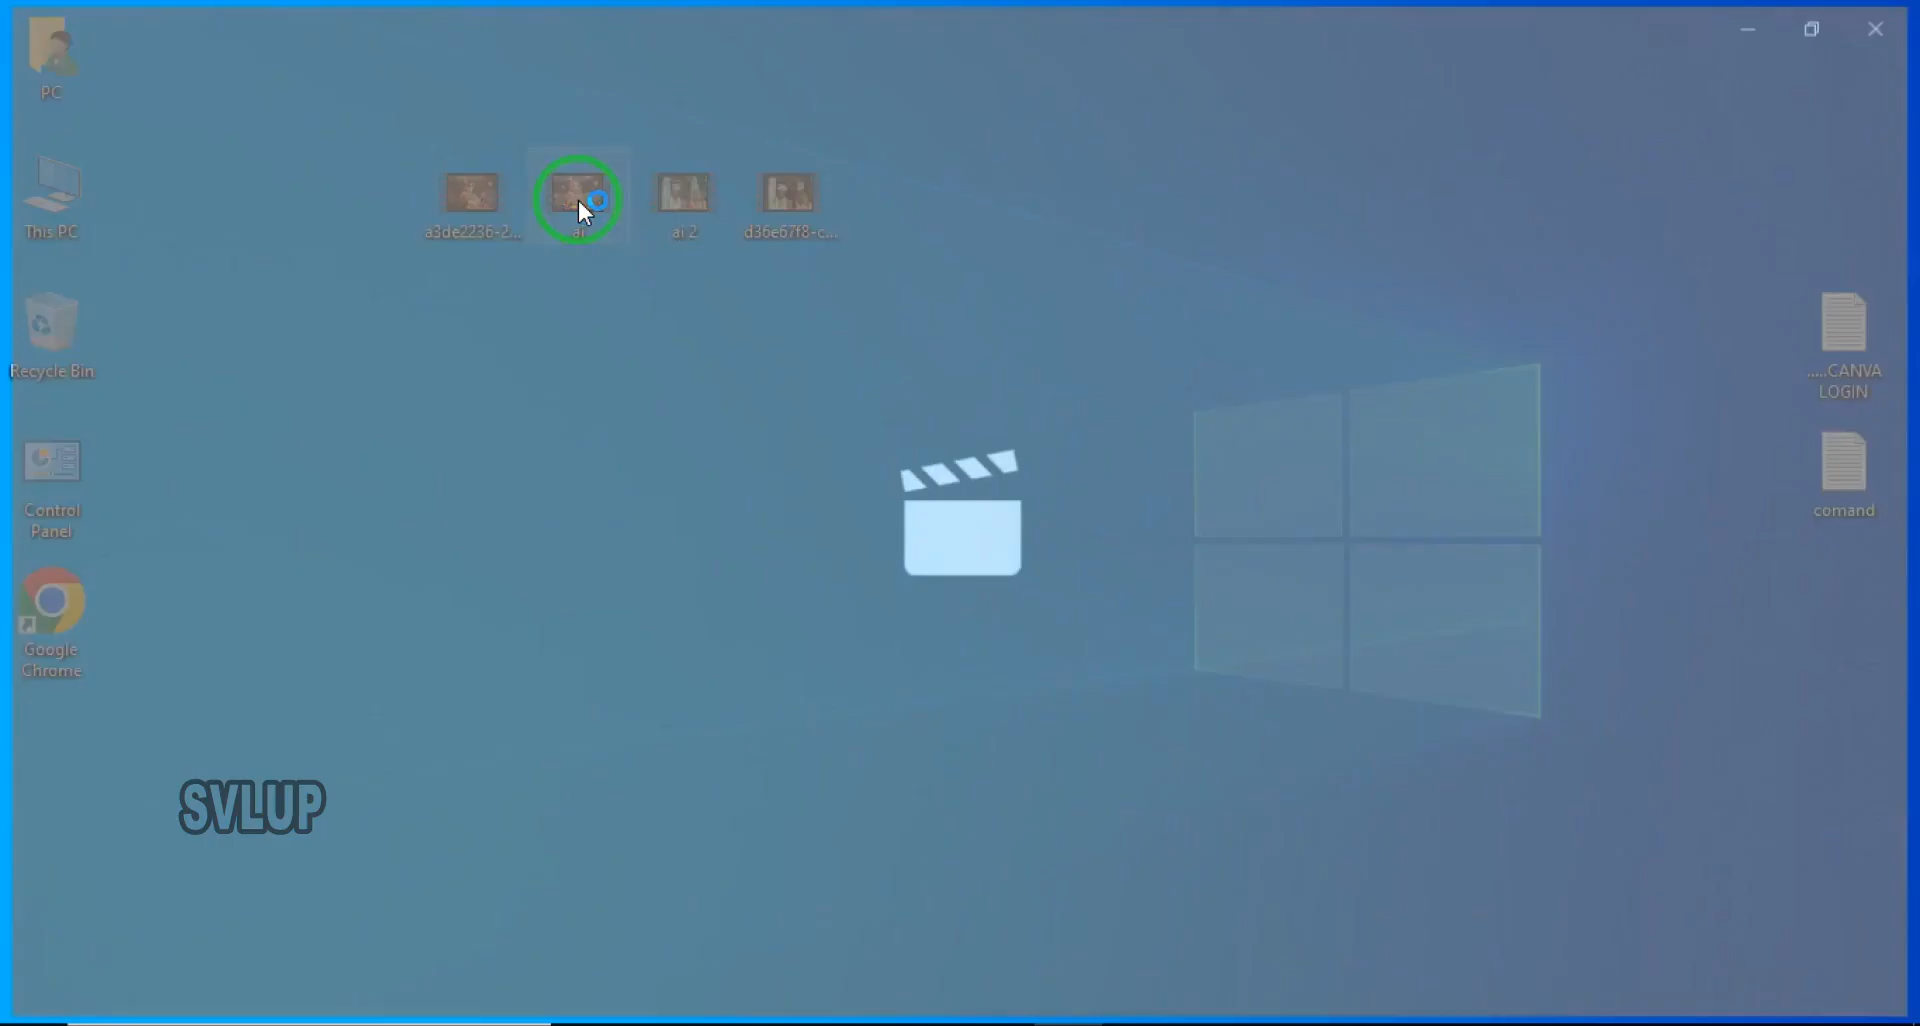 PC
This PC
Recycle Bin
Control
Panel
Google
Chrome
a3de2236-2...
ai
ai 2
d36e67f8-c...
.....CANVA
LOGIN
comand
SVLUP